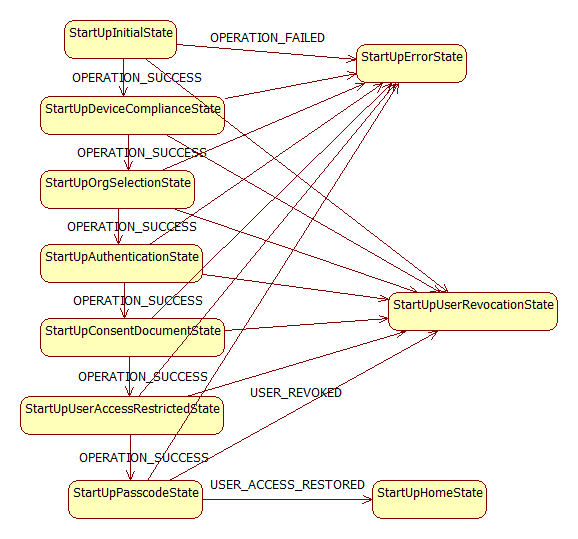 StartUpInitialState
OPERATION_FAILED
StartUpErrorState
OPERATION_SUCCESS
StartUpDeviceComplianceState
OPERATION_SUCCESS
StartUpOrgSelectionState
OPERATION_SUCCESS
StartUpAuthenticationState
OPERATION_SUCCESS
StartUpUserRevocationState
StartUpConsentDocumentState
OPERATION_SUCCESS
USER_REVOKED
StartUpUserAccessRestrictedState
OPERATION_SUCCESS
StartUpPasscodeState
USER_ACCESS_RESTORED
StartUpHomeState